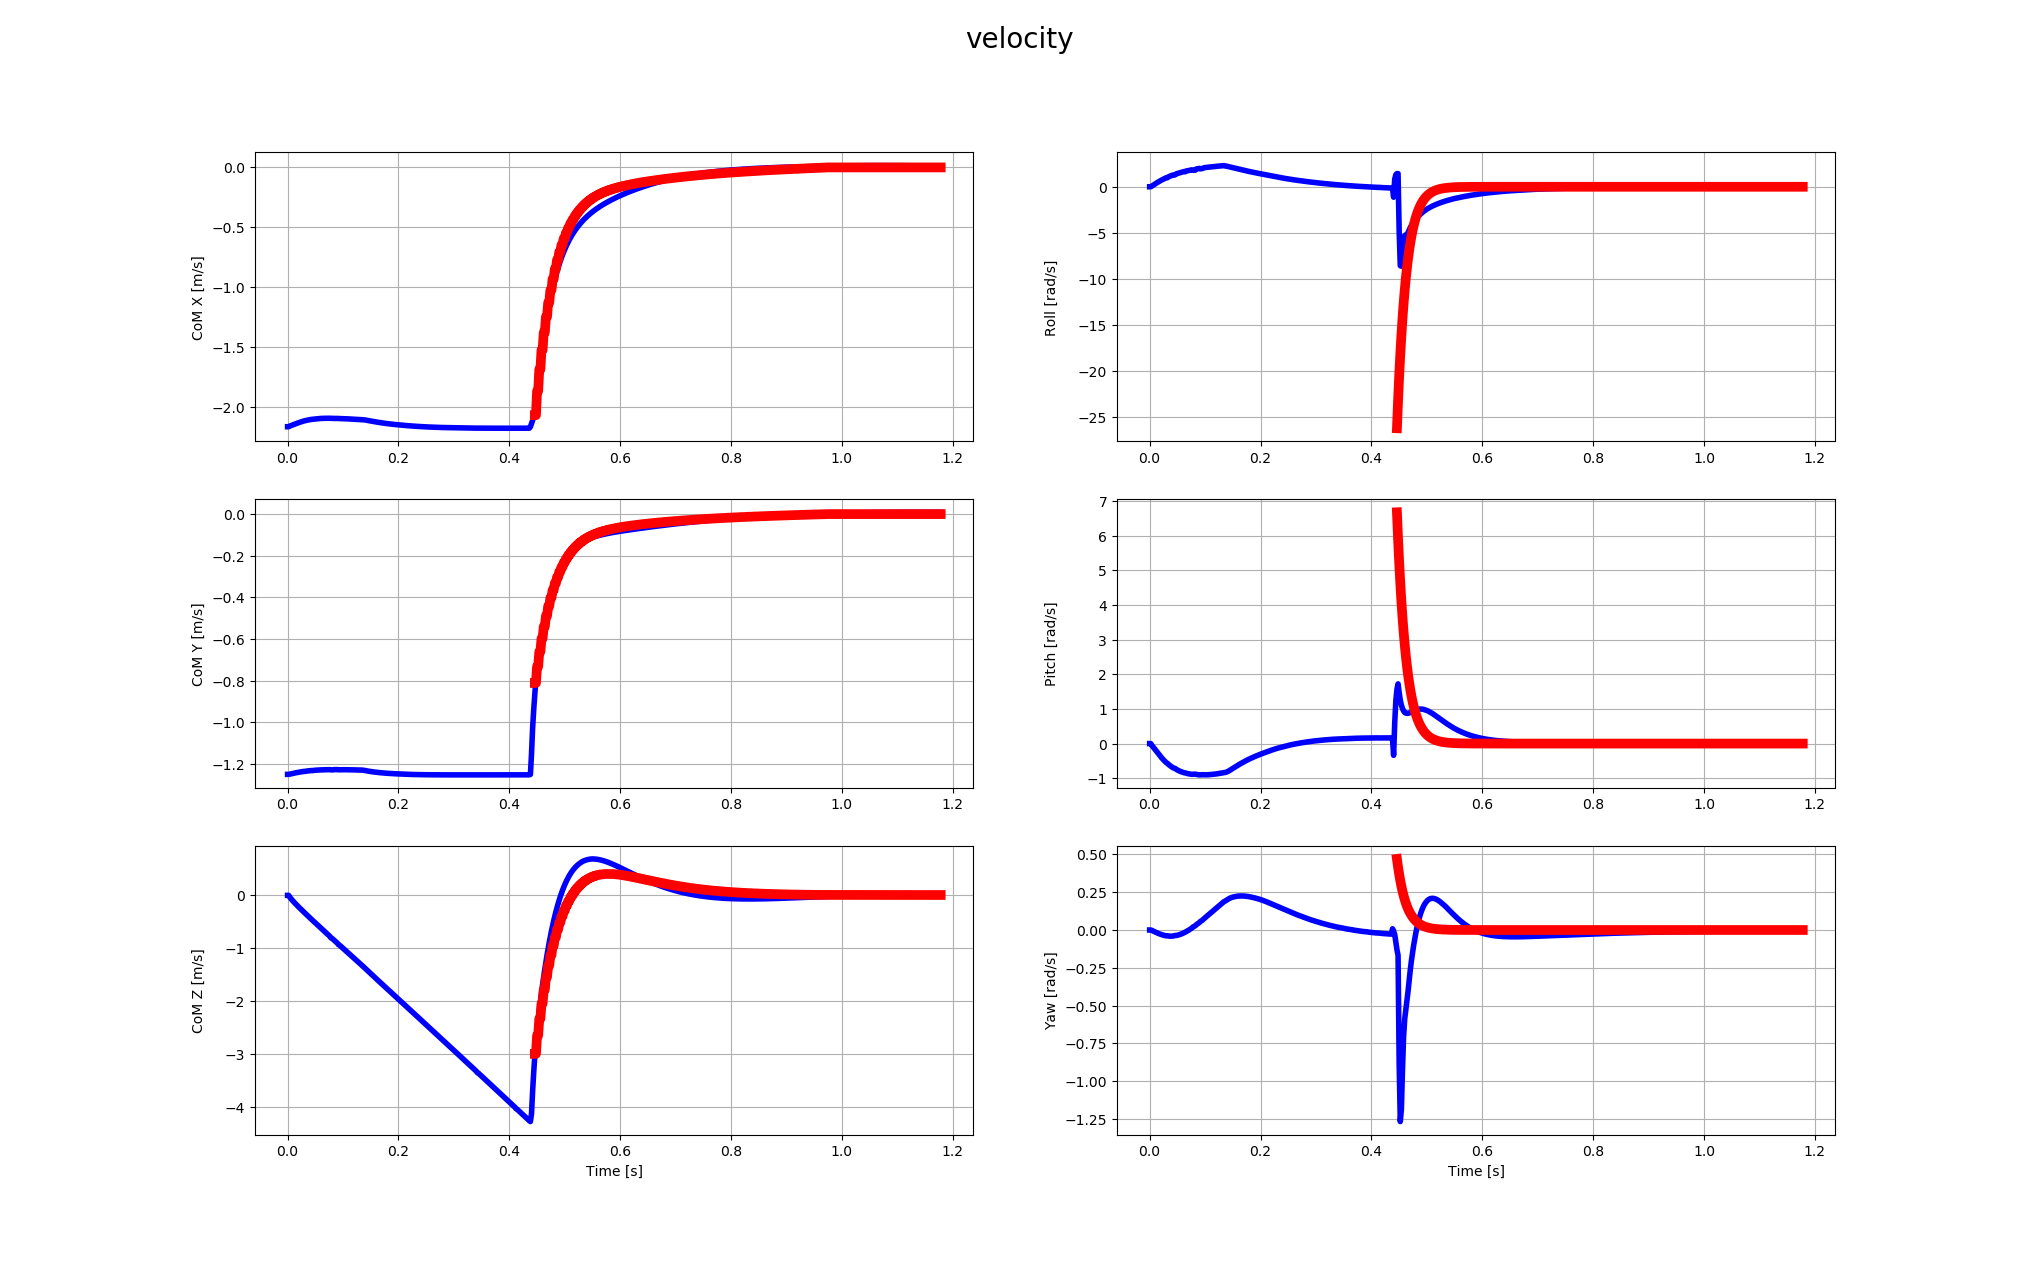 velocity
CoM X [m/s]
0.0
−0.5
−1.0
−1.5
−2.0
0.0 0.2 0.4 0.6 0.8 1.0 1.2
Roll [rad/s]
0
−5
−10
−15
−20
−25
0.0 0.2 0.4 0.6 0.8 1.0 1.2
CoM Y [m/s]
0.0
−0.2
−0.4
−0.6
−0.8
−1.0
−1.2
0.0 0.2 0.4 0.6 0.8 1.0 1.2
Pitch [rad/s]
7
6
5
4
3
2
1
0
−1
0.0 0.2 0.4 0.6 0.8 1.0 1.2
CoM Z [m/s]
0
−1
−2
−3
−4
0.0 0.2 0.4 0.6 0.8 1.0 1.2
Time [s]
Yaw [rad/s]
0.50
0.25
0.00
−0.25
−0.50
−0.75
−1.00
−1.25
0.0 0.2 0.4 0.6 0.8 1.0 1.2
Time [s]